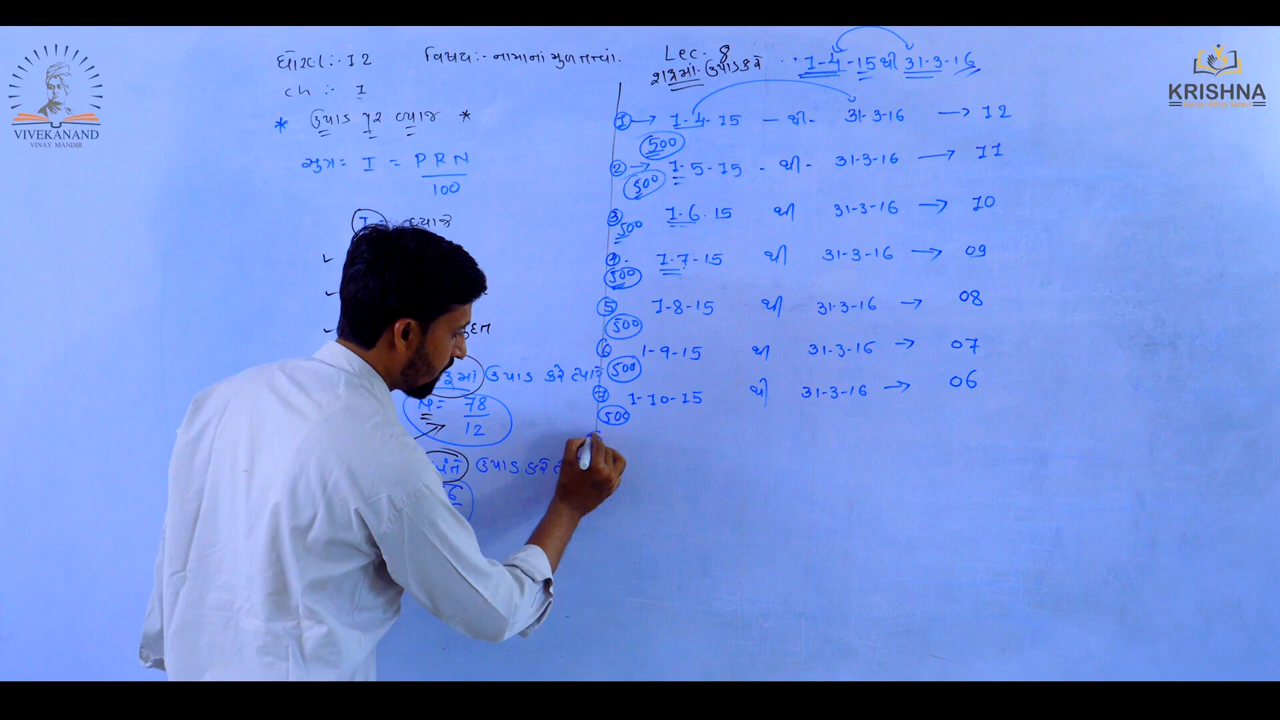 VIVEKANAND
VINAY MANDIR
KRISHNA
ધોરણ :- 12
વિષય :- નામાનાં મુળતત્વો.
Lec - 8
ch :- 1
* ઉપાડ પર વ્યાજ *
સુત્ર = I = PRN
100
I વ્યાજ
મુદત
ઉપાડ કરે ત્યારે
N = 78
12
અંતે ઉપાડ કરે
6
શરૂમાં ઉપાડ કરે 1-4-15 થી 31-3-16
① → 1-4-15 - થી - 31-3-16 → 12
500
② → 1-5-15 - થી - 31-3-16 → 11
500
③ 1-6-15 થી 31-3-16 → 10
500
4. 1-7-15 થી 31-3-16 → 09
500
⑤ 1-8-15 થી 31-3-16 → 08
500
6 1-9-15 થી 31-3-16 → 07
500
7 1-10-15 થી 31-3-16 → 06
500